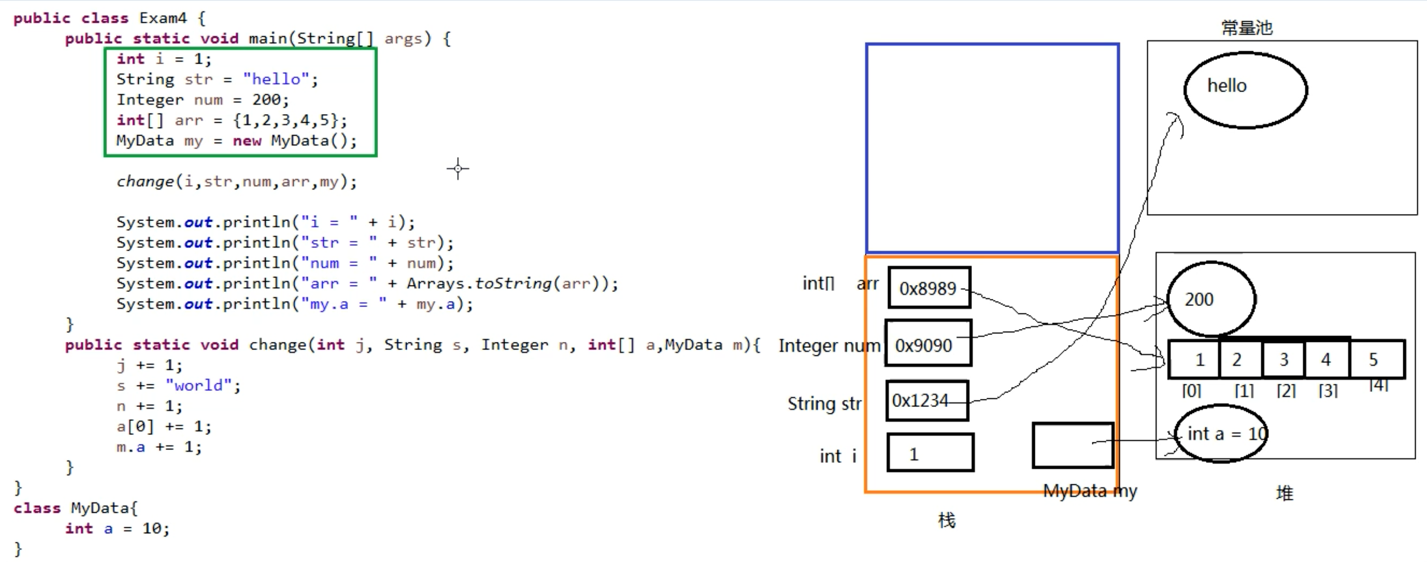 public class Exam4 {
public static void main(String[] args) {
int i = 1;
String str = "hello";
Integer num = 200;
int[] arr = {1,2,3,4,5};
MyData my = new MyData();
change(i,str,num,arr,my);
System.out.println("i = " + i);
System.out.println("str = " + str);
System.out.println("num = " + num);
System.out.println("arr = " + Arrays.toString(arr));
System.out.println("my.a = " + my.a);
}
public static void change(int j, String s, Integer n, int[] a,MyData m){
j += 1;
s += "world";
n += 1;
a[0] += 1;
m.a += 1;
}
}
class MyData{
int a = 10;
}
常量池
hello
int[] arr
0x8989
Integer num
0x9090
String str
0x1234
int i
1
MyData my
栈
200
1 2 3 4 5
[0] [1] [2] [3] [4]
int a = 10
堆